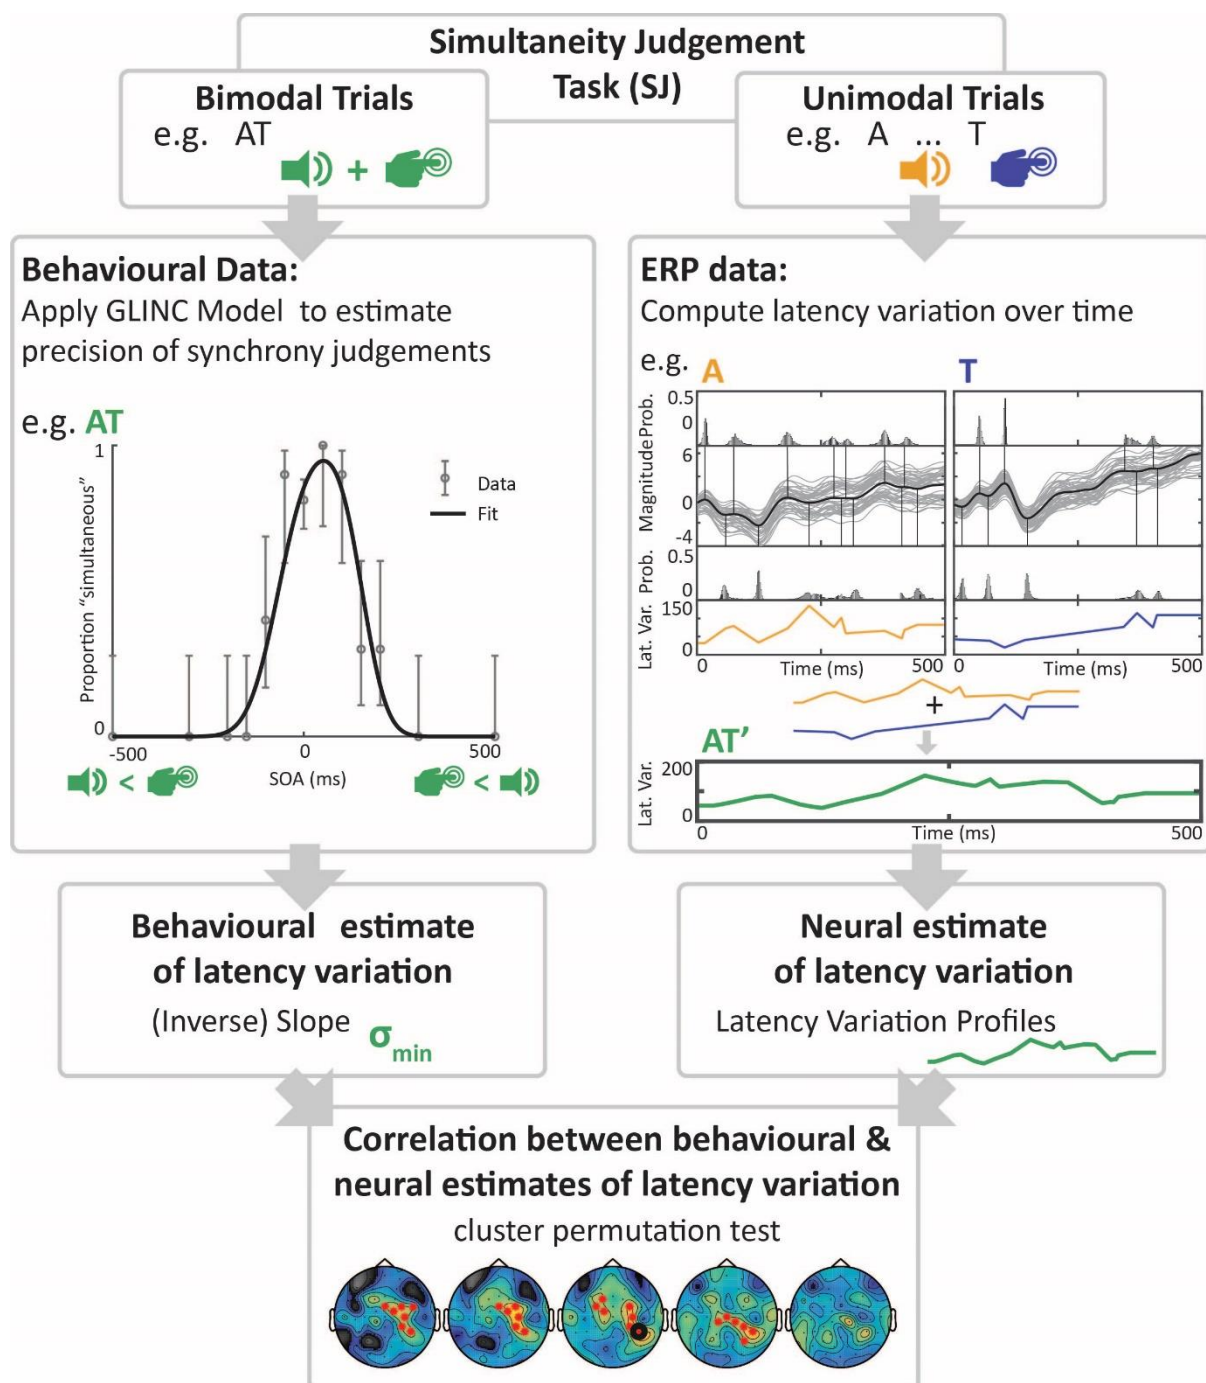 Simultaneity Judgement
Task (SJ)
Bimodal Trials
e.g. AT
+
Unimodal Trials
e.g. A ... T
Behavioural Data:
Apply GLINC Model to estimate
precision of synchrony judgements
e.g. AT
1
Proportion “simultaneous”
0
Data
Fit
-500
0
500
SOA (ms)
<
<
ERP data:
Compute latency variation over time
e.g.
A
T
0.5
0
Prob.
6
0
-4
Magnitude
0.5
0
Prob.
150
0
Lat. Var.
0
Time (ms)
500
0
Time (ms)
500
+
AT’
200
0
Lat. Var.
0
Time (ms)
500
Behavioural estimate
of latency variation
(Inverse) Slope σmin
Neural estimate
of latency variation
Latency Variation Profiles
Correlation between behavioural &
neural estimates of latency variation
cluster permutation test